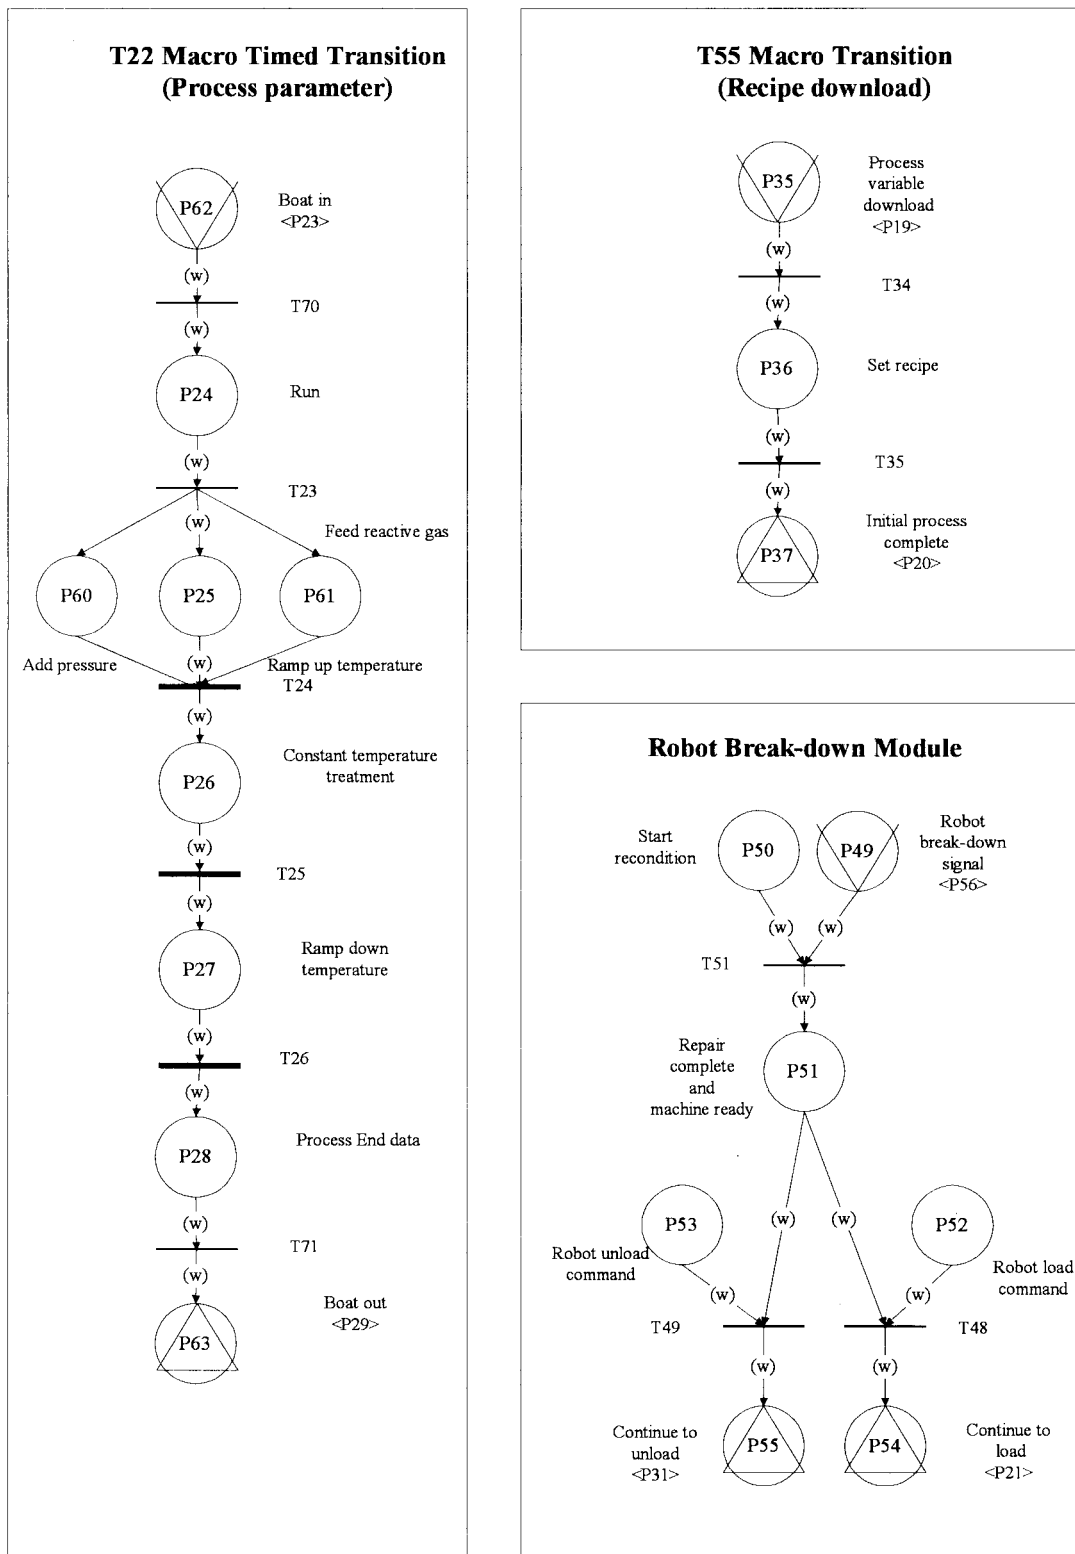 T22 Macro Timed Transition
(Process parameter)
P62
Boat in
<P23>
(w)
T70
(w)
P24
Run
(w)
T23
(w)
Feed reactive gas
P60
P25
P61
Add pressure
(w)
Ramp up temperature
T24
(w)
P26
Constant temperature
treatment
(w)
T25
(w)
P27
Ramp down
temperature
(w)
T26
(w)
P28
Process End data
(w)
T71
(w)
P63
Boat out
<P29>
T55 Macro Transition
(Recipe download)
P35
Process
variable
download
<P19>
(w)
T34
(w)
P36
Set recipe
(w)
T35
(w)
P37
Initial process
complete
<P20>
Robot Break-down Module
Start
recondition
P50
P49
Robot
break-down
signal
<P56>
(w)
(w)
T51
(w)
Repair
complete
and
machine ready
P51
P53
(w)
(w)
P52
Robot unload
command
Robot load
command
(w)
(w)
T49
T48
(w)
(w)
Continue to
unload
<P31>
P55
P54
Continue to
load
<P21>